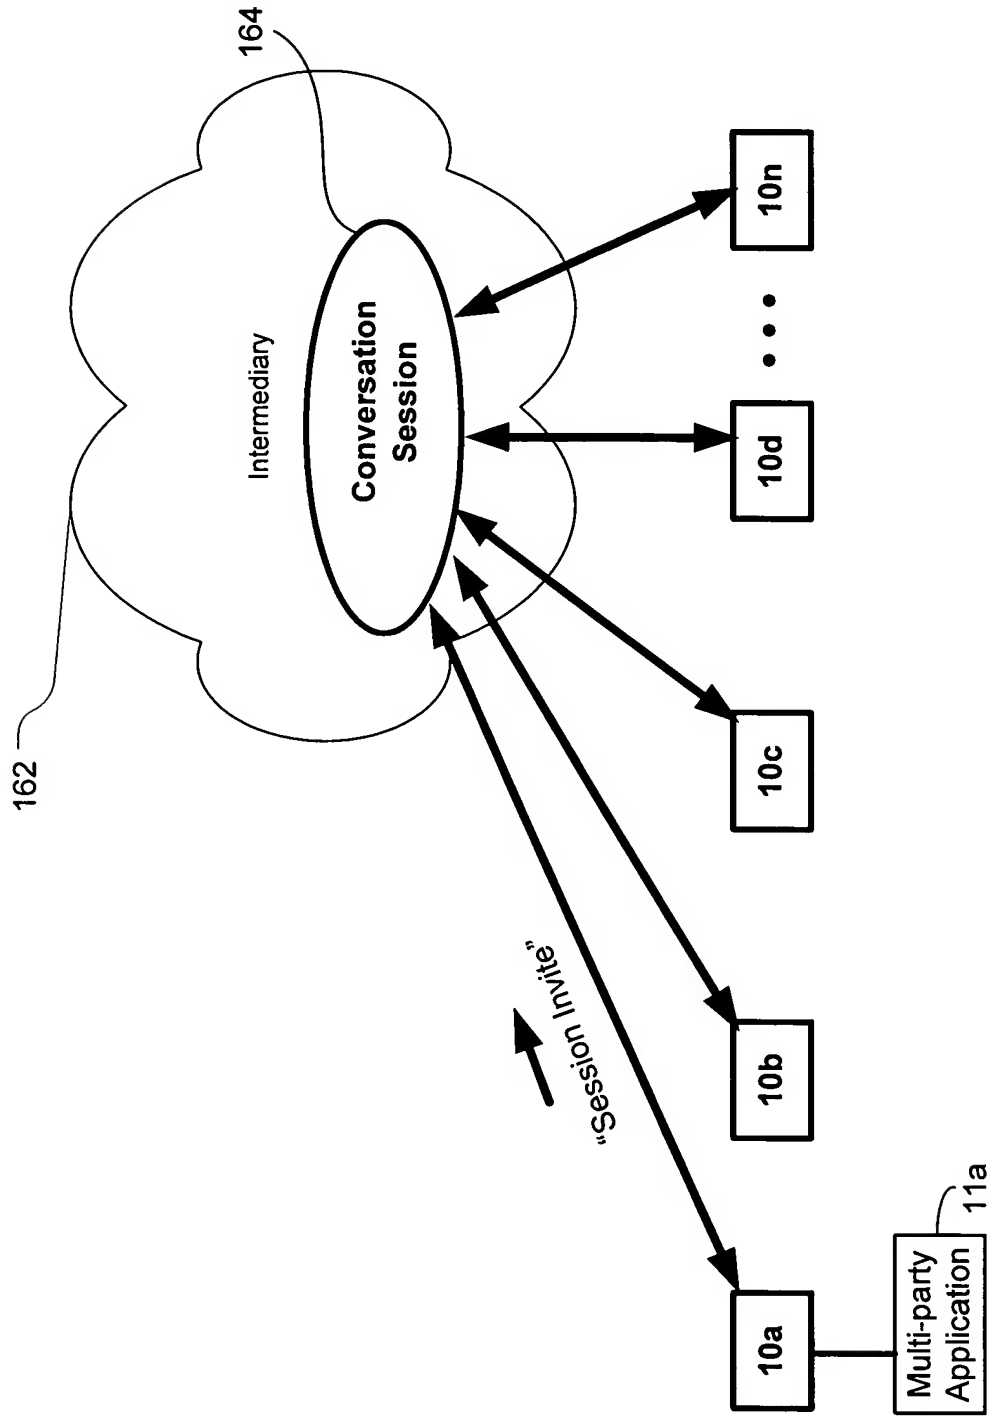 162
164
Intermediary
Conversation
Session
"Session Invite"
10a
10b
10c
10d
10n
Multi-party
Application
11a